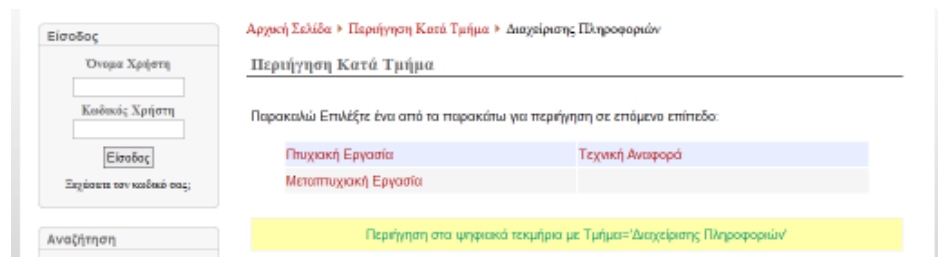 Είσοδος
Όνομα Χρήστη
Κωδικός Χρήστη
Είσοδος
Ξεχάσατε τον κωδικό σας;
Αναζήτηση
Αρχική Σελίδα Περιήγηση Κατά Τμήμα Διαχείρισης Πληροφοριών
Περιήγηση Κατά Τμήμα
Παρακαλώ Επιλέξτε ένα από τα παρακάτω για περιήγηση σε επόμενο επίπεδο:
Πτυχιακή Εργασία Τεχνική Αναφορά
Μεταπτυχιακή Εργασία
Περιήγηση στα ψηφιακά τεκμήρια με Τμήμα='Διαχείρισης Πληροφοριών'